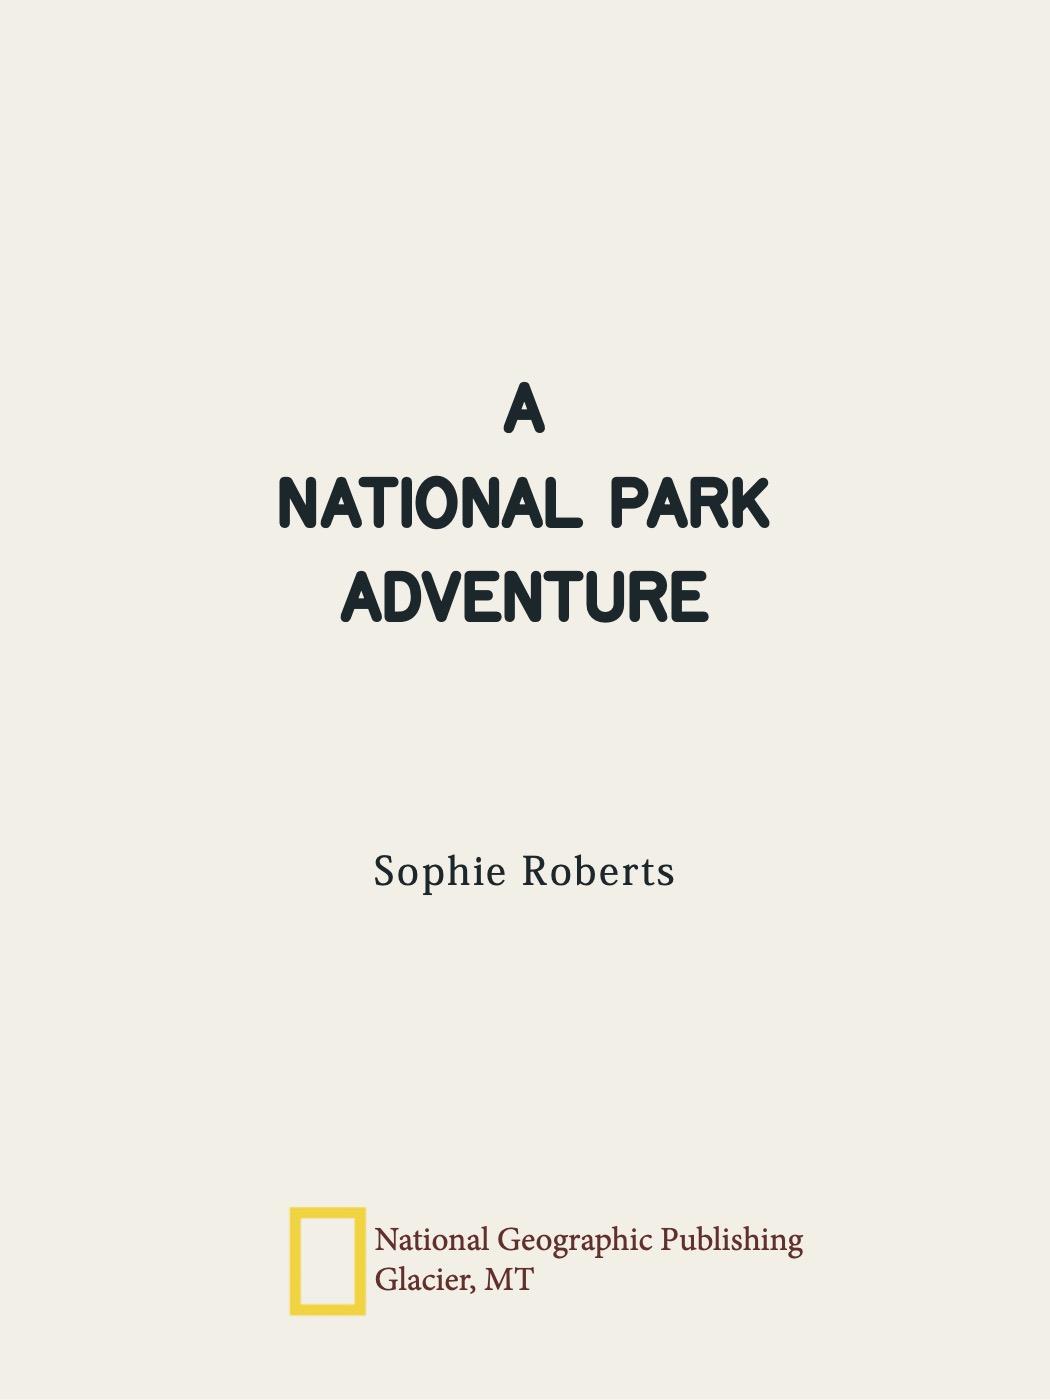 A
NATIONAL PARK
ADVENTURE
Sophie Roberts
National Geographic Publishing
Glacier, MT